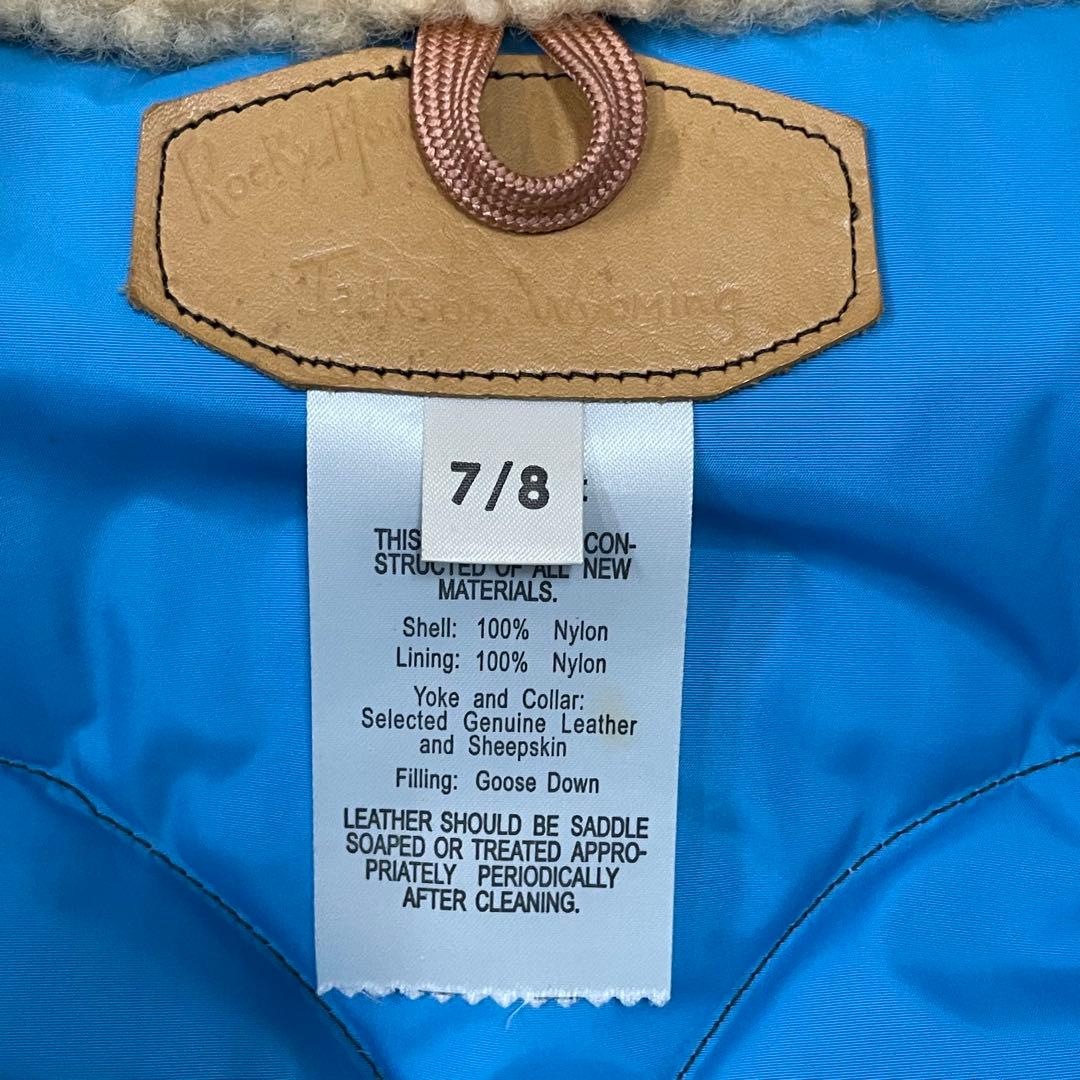 Rocky M
Jackson, Wyoming
7/8
:
THIS CON-
STRUCTED OF ALL NEW
MATERIALS.
Shell: 100% Nylon
Lining: 100% Nylon
Yoke and Collar:
Selected Genuine Leather
and Sheepskin
Filling: Goose Down
LEATHER SHOULD BE SADDLE
SOAPED OR TREATED APPRO-
PRIATELY PERIODICALLY
AFTER CLEANING.